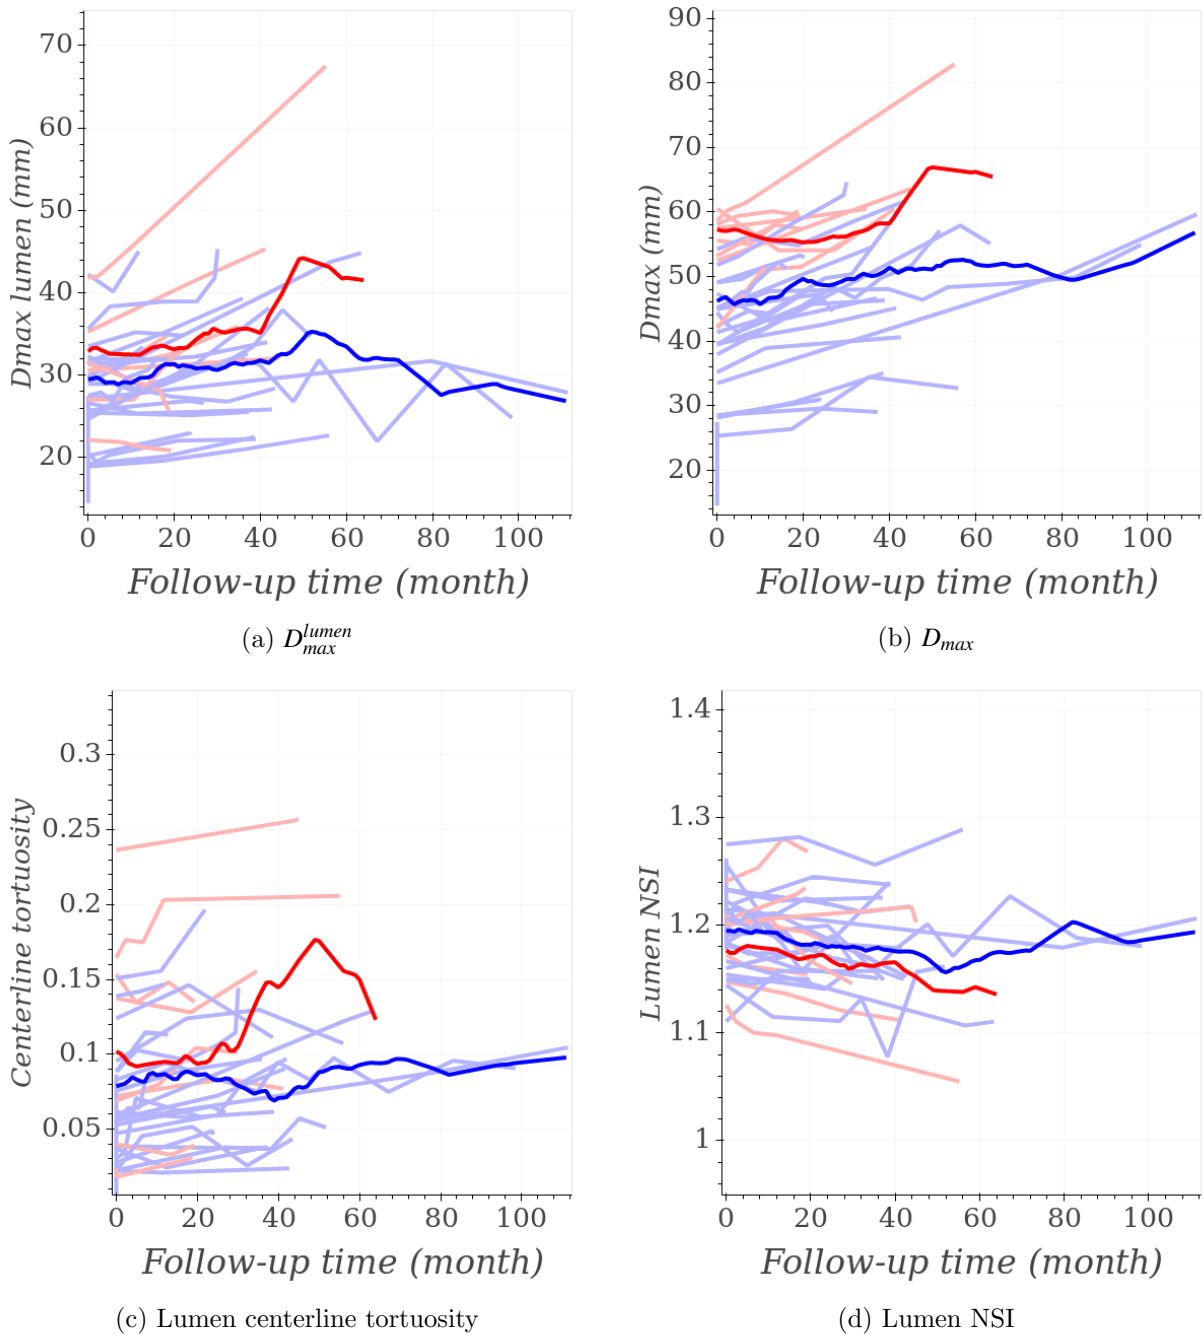 70
60
50
40
30
20
Dmax lumen (mm)
0 20 40 60 80 100
Follow-up time (month)
(a) D_max^lumen
90
80
70
60
50
40
30
20
Dmax (mm)
0 20 40 60 80 100
Follow-up time (month)
(b) D_max
0.3
0.25
0.2
0.15
0.1
0.05
Centerline tortuosity
0 20 40 60 80 100
Follow-up time (month)
(c) Lumen centerline tortuosity
1.4
1.3
1.2
1.1
1
Lumen NSI
0 20 40 60 80 100
Follow-up time (month)
(d) Lumen NSI